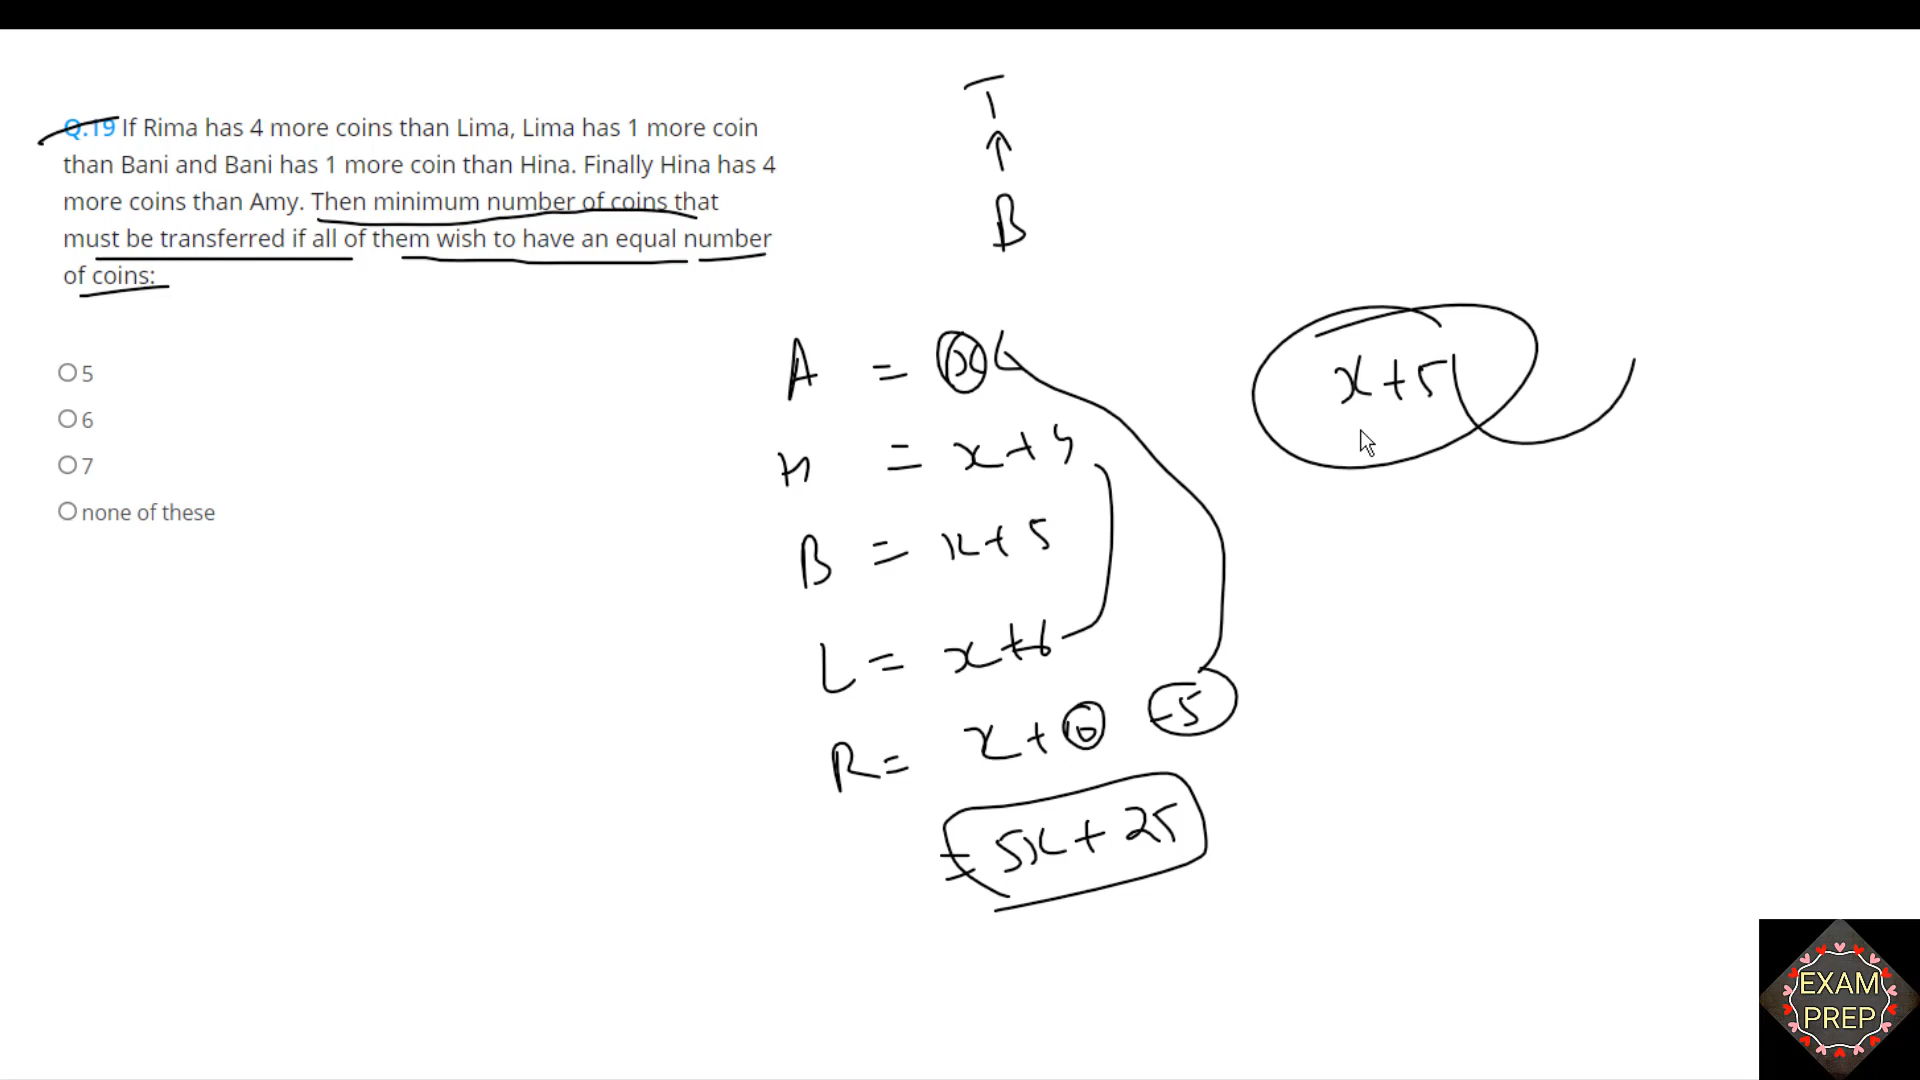 Q.19 If Rima has 4 more coins than Lima, Lima has 1 more coin
than Bani and Bani has 1 more coin than Hina. Finally Hina has 4
more coins than Amy. Then minimum number of coins that
must be transferred if all of them wish to have an equal number
of coins:
5
6
7
none of these
T
↑
B
A = x
H = x+4
B = x+5
L = x+6
R = x+10 -5
= 5x+25
x+5
EXAM
PREP